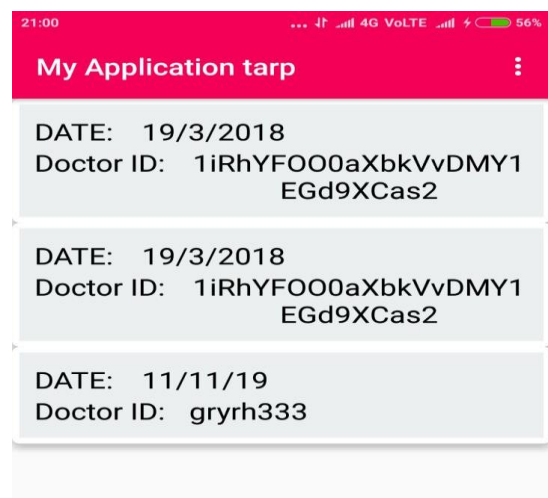 21:00 ... 4G VoLTE 56%
My Application tarp
DATE: 19/3/2018
Doctor ID: 1iRhYFOO0aXbkVvDMY1
EGd9XCas2
DATE: 19/3/2018
Doctor ID: 1iRhYFOO0aXbkVvDMY1
EGd9XCas2
DATE: 11/11/19
Doctor ID: gryrh333